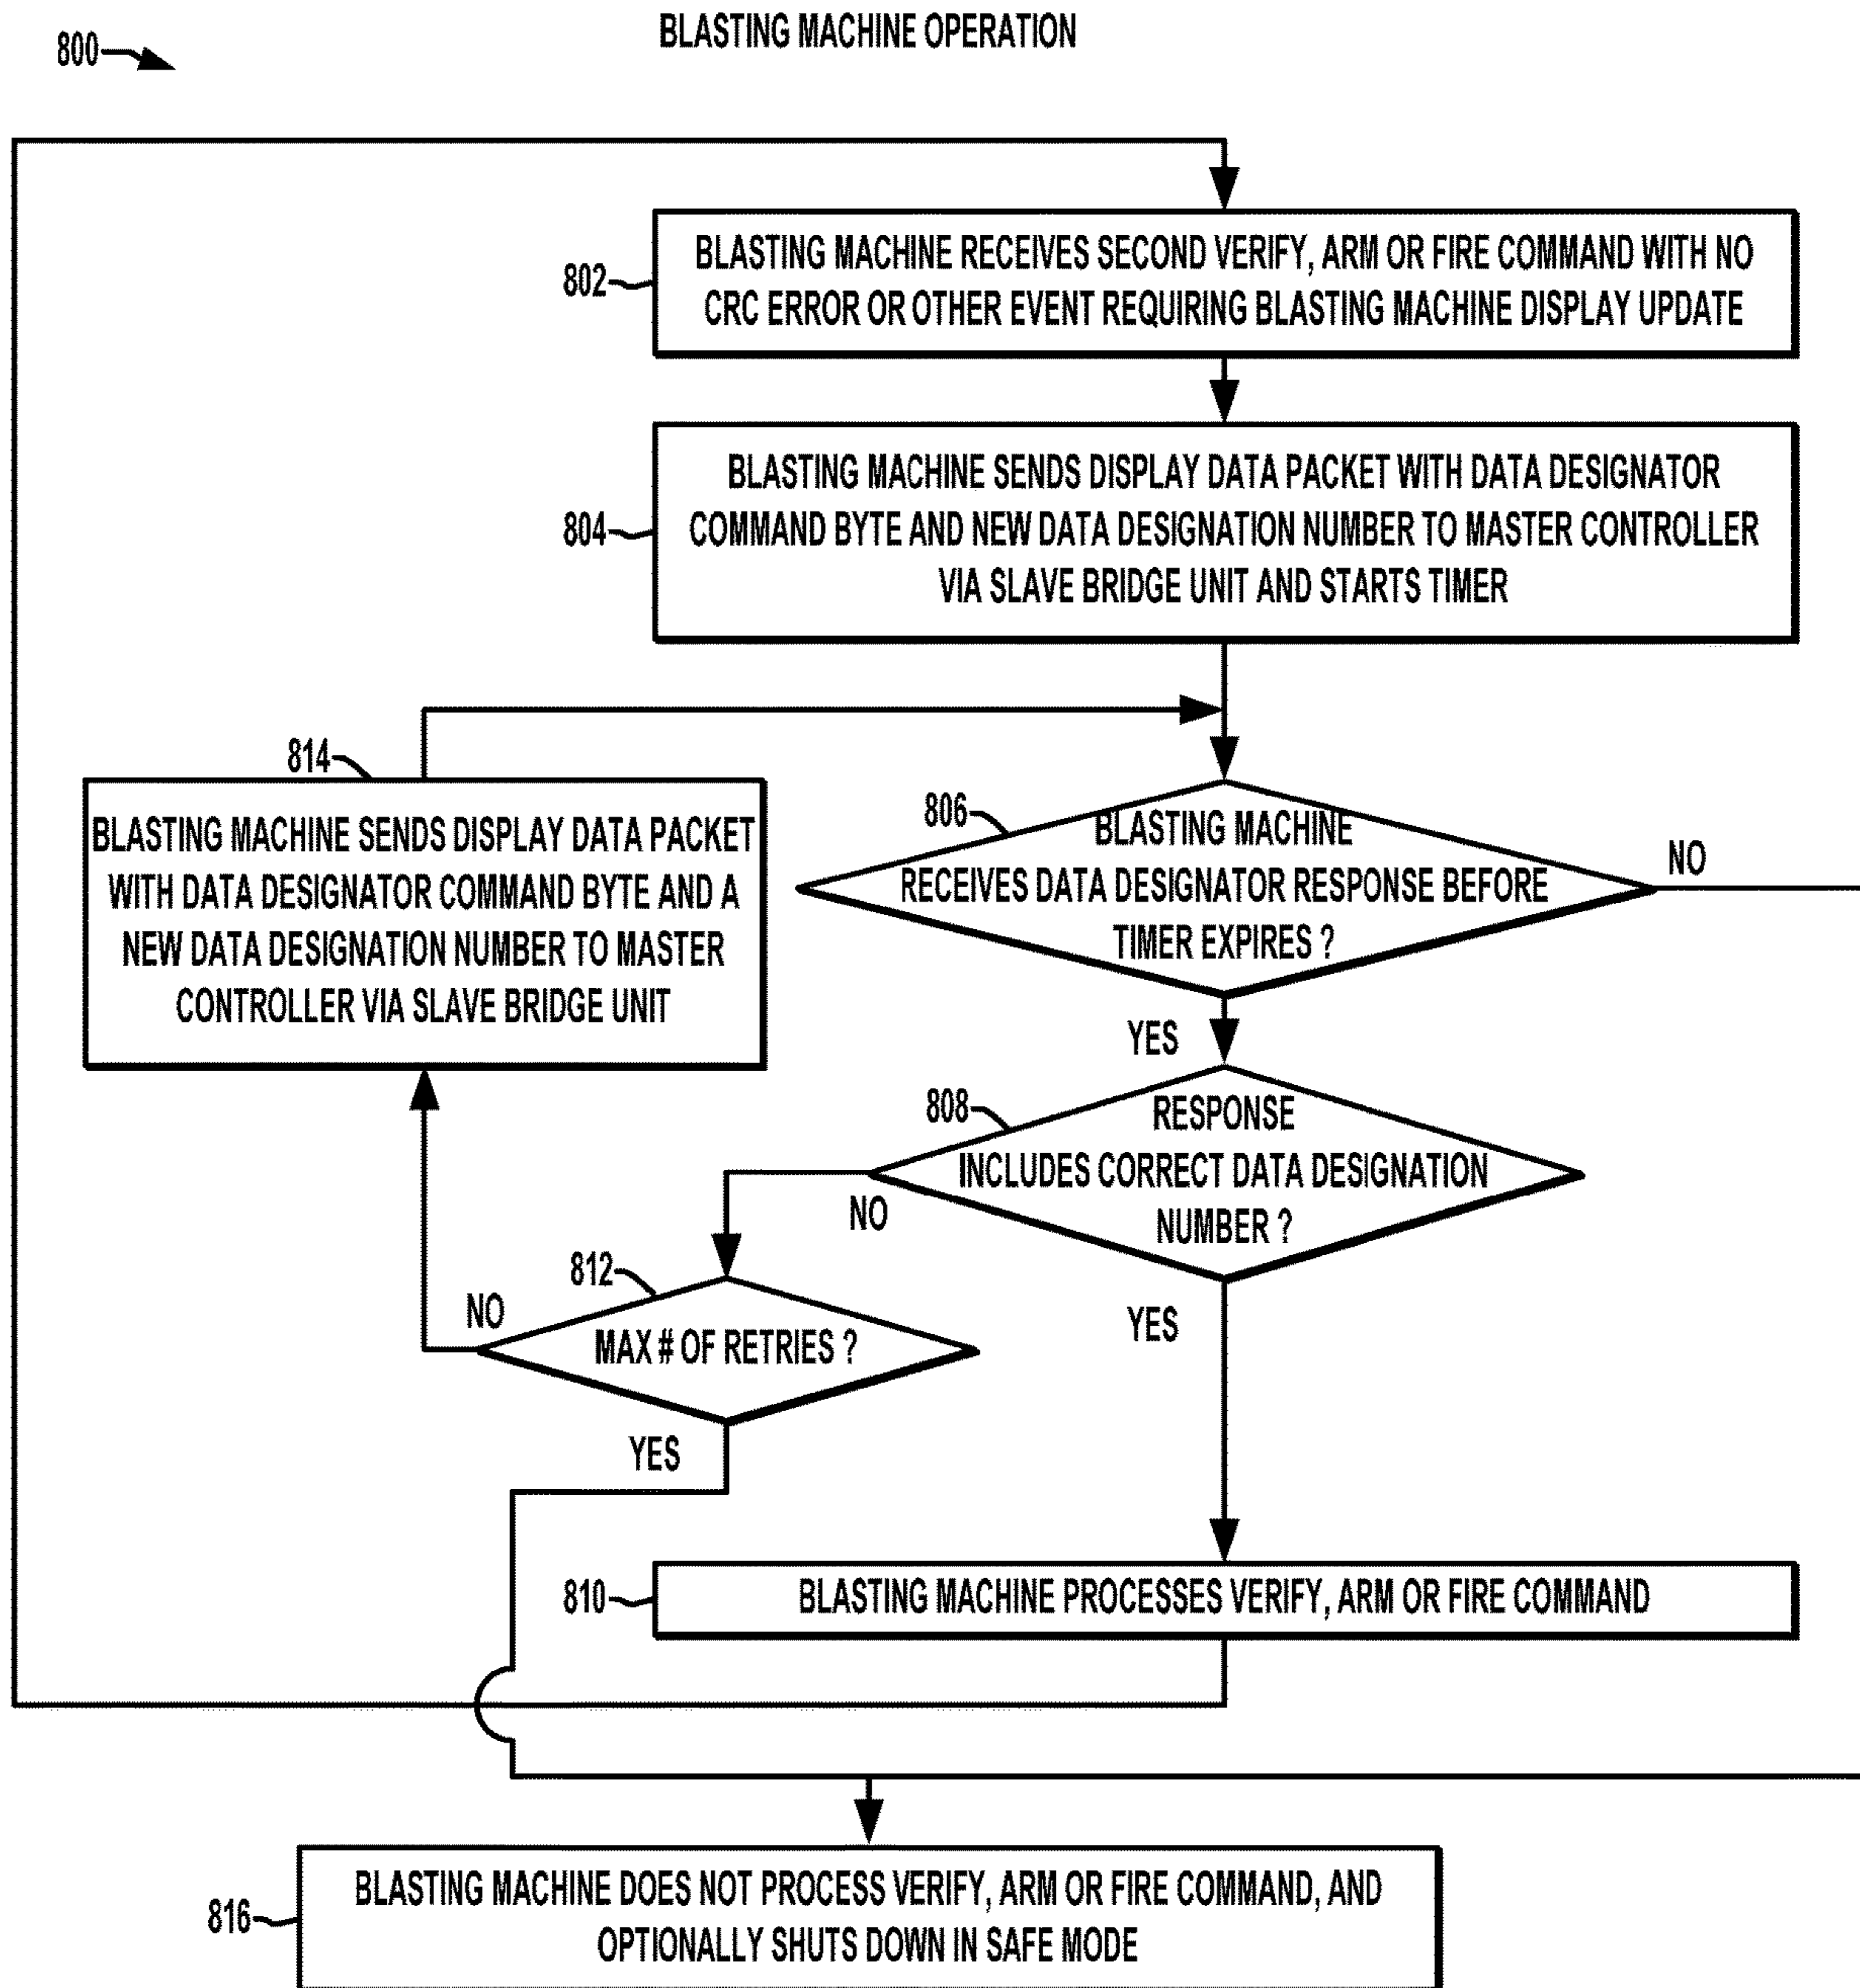 BLASTING MACHINE OPERATION
800
802
BLASTING MACHINE RECEIVES SECOND VERIFY, ARM OR FIRE COMMAND WITH NO
CRC ERROR OR OTHER EVENT REQUIRING BLASTING MACHINE DISPLAY UPDATE
804
BLASTING MACHINE SENDS DISPLAY DATA PACKET WITH DATA DESIGNATOR
COMMAND BYTE AND NEW DATA DESIGNATION NUMBER TO MASTER CONTROLLER
VIA SLAVE BRIDGE UNIT AND STARTS TIMER
814
BLASTING MACHINE SENDS DISPLAY DATA PACKET
WITH DATA DESIGNATOR COMMAND BYTE AND A
NEW DATA DESIGNATION NUMBER TO MASTER
CONTROLLER VIA SLAVE BRIDGE UNIT
806
BLASTING MACHINE
RECEIVES DATA DESIGNATOR RESPONSE BEFORE
TIMER EXPIRES ?
NO
YES
808
RESPONSE
INCLUDES CORRECT DATA DESIGNATION
NUMBER ?
NO
YES
812
MAX # OF RETRIES ?
NO
YES
810
BLASTING MACHINE PROCESSES VERIFY, ARM OR FIRE COMMAND
816
BLASTING MACHINE DOES NOT PROCESS VERIFY, ARM OR FIRE COMMAND, AND
OPTIONALLY SHUTS DOWN IN SAFE MODE